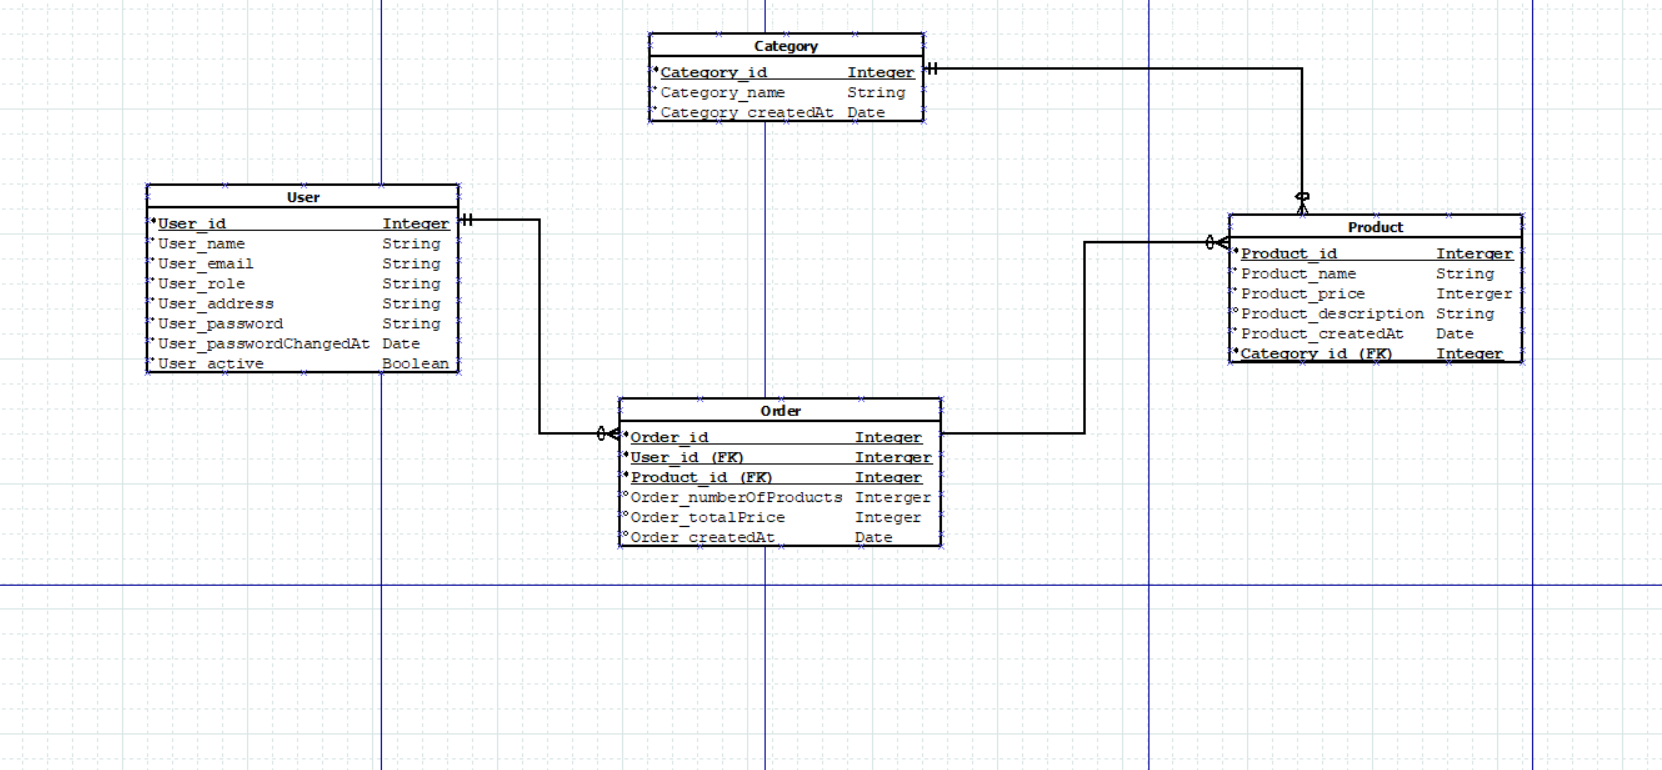 Category
Category_id Integer
Category_name String
Category_createdAt Date
User
User_id Integer
User_name String
User_email String
User_role String
User_address String
User_password String
User_passwordChangedAt Date
User_active Boolean
Product
Product_id Interger
Product_name String
Product_price Interger
Product_description String
Product_createdAt Date
Category_id (FK) Integer
Order
Order_id Integer
User_id (FK) Interger
Product_id (FK) Integer
Order_numberOfProducts Interger
Order_totalPrice Integer
Order_createdAt Date